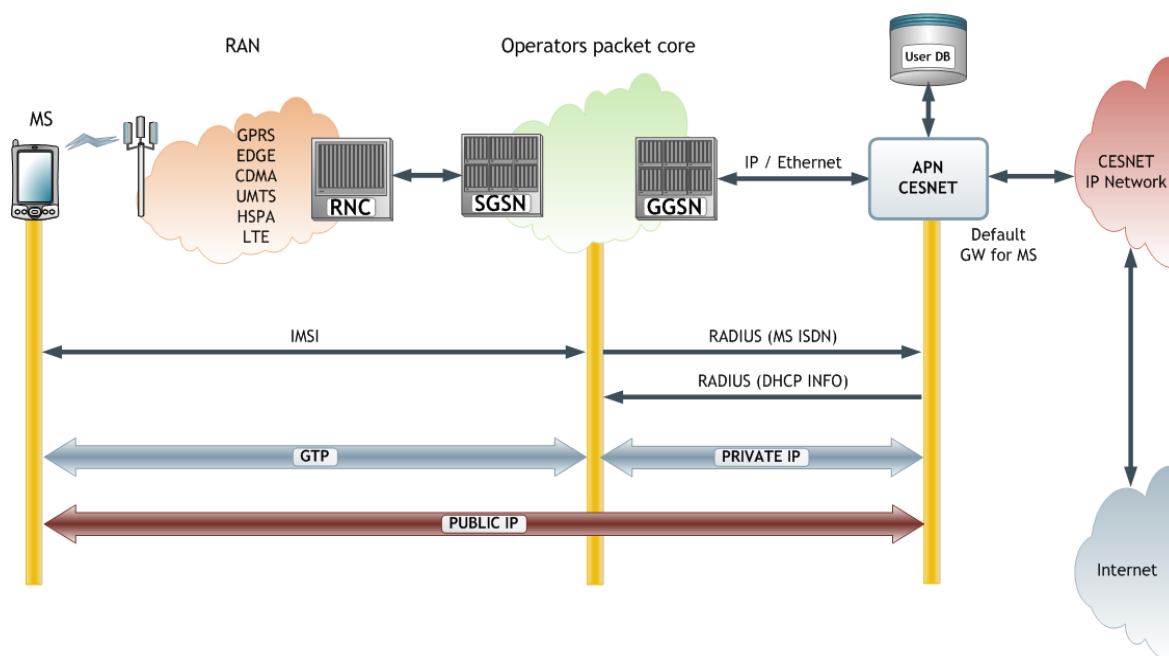 RAN
Operators packet core
User DB
MS
GPRS
EDGE
CDMA
UMTS
HSPA
LTE
RNC
SGSN
GGSN
IP / Ethernet
APN
CESNET
CESNET
IP Network
Default
GW for MS
IMSI
RADIUS (MS ISDN)
RADIUS (DHCP INFO)
GTP
PRIVATE IP
PUBLIC IP
Internet